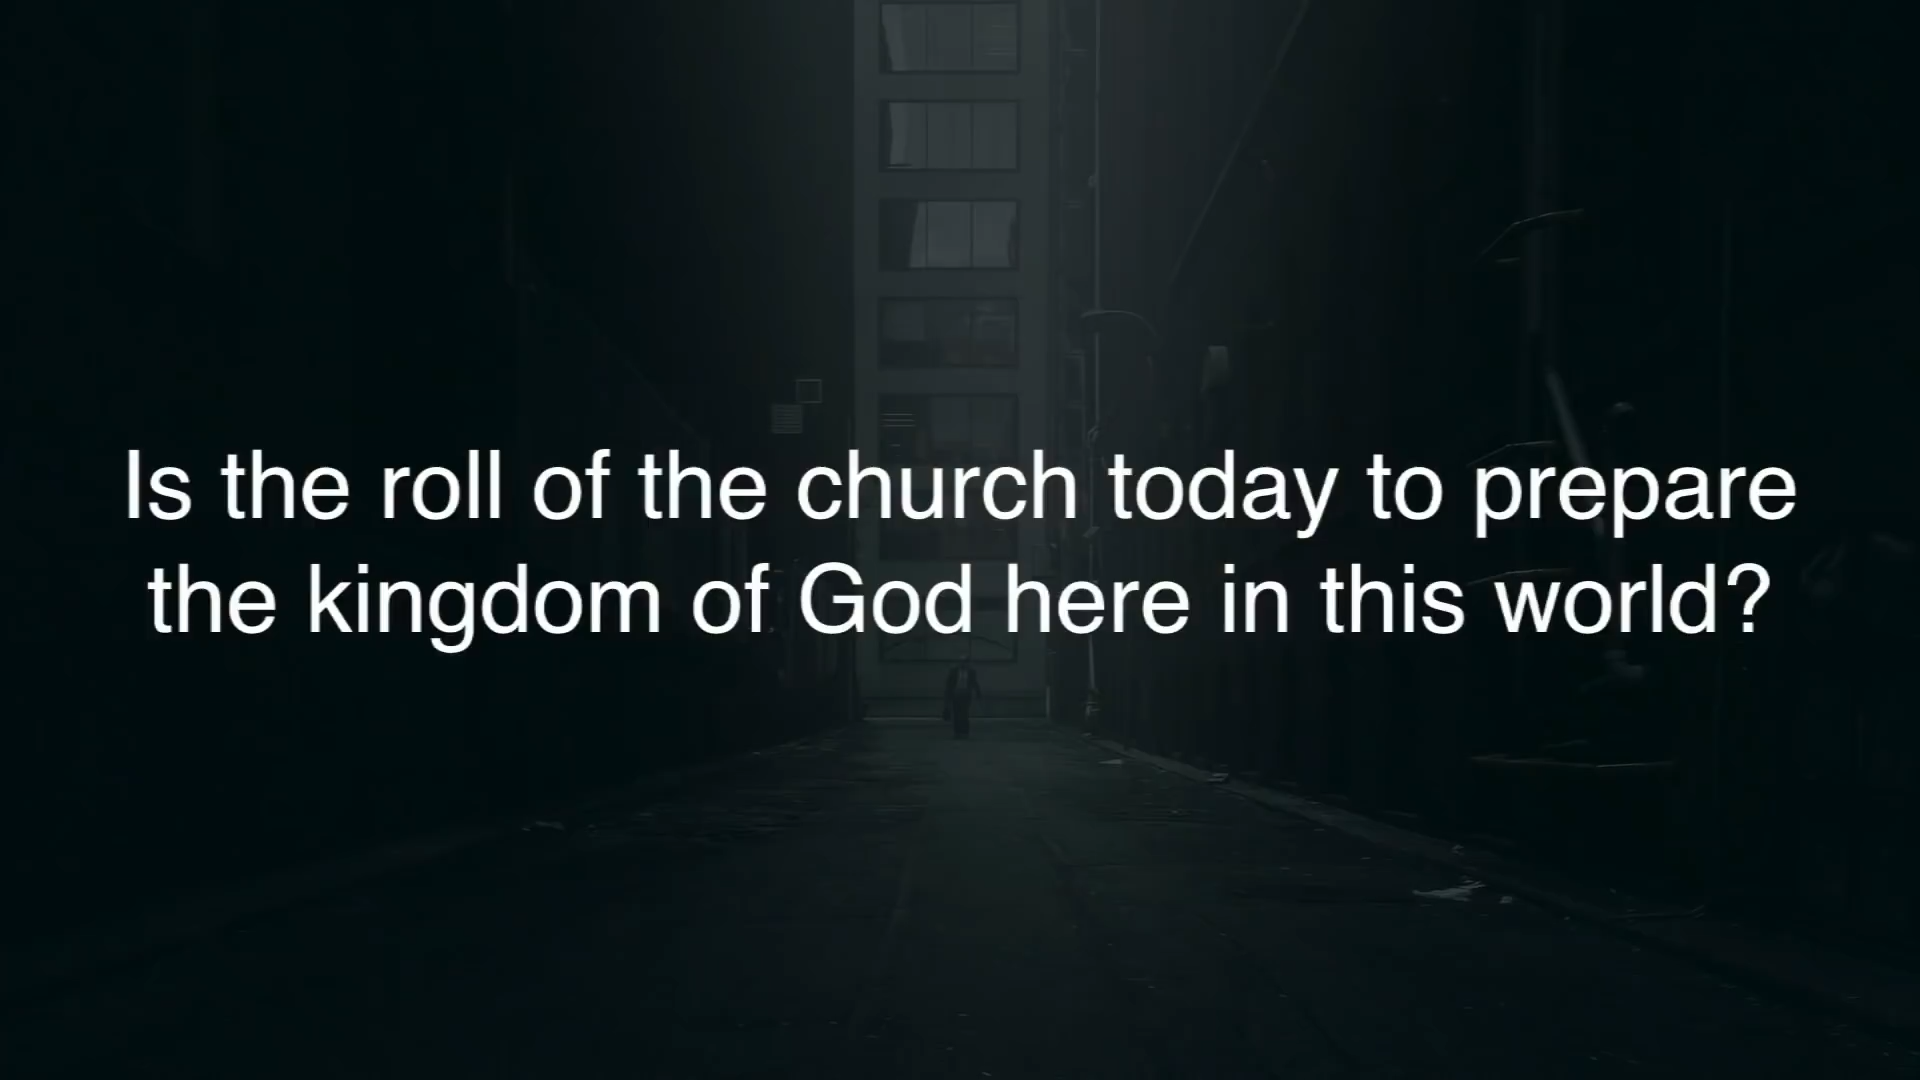 Is the roll of the church today to prepare
the kingdom of God here in this world?